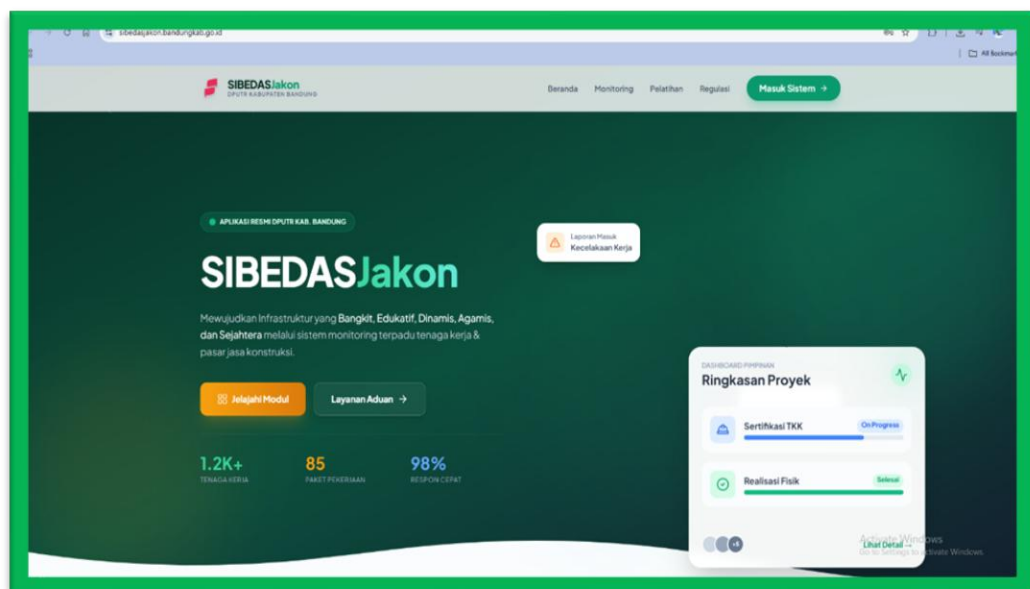 sibedasjakon.bandungkab.go.id
All Bookmarks
SIBEDASJakon
DPUTR KABUPATEN BANDUNG
Beranda Monitoring Pelatihan Regulasi Masuk Sistem →
APLIKASI RESMI DPUTR KAB. BANDUNG
Laporan Masuk
Kecelakaan Kerja
SIBEDASJakon
Mewujudkan Infrastruktur yang Bangkit, Edukatif, Dinamis, Agamis,
dan Sejahtera melalui sistem monitoring terpadu tenaga kerja &
pasar jasa konstruksi.
Jelajahi Modul
Layanan Aduan →
1.2K+
TENAGA KERJA
85
PAKET PEKERJAAN
98%
RESPON CEPAT
DASHBOARD PIMPINAN
Ringkasan Proyek
Sertifikasi TKK On Progress
Realisasi Fisik Selesai
+5
Lihat Detail →
Activate Windows
Go to Settings to activate Windows.